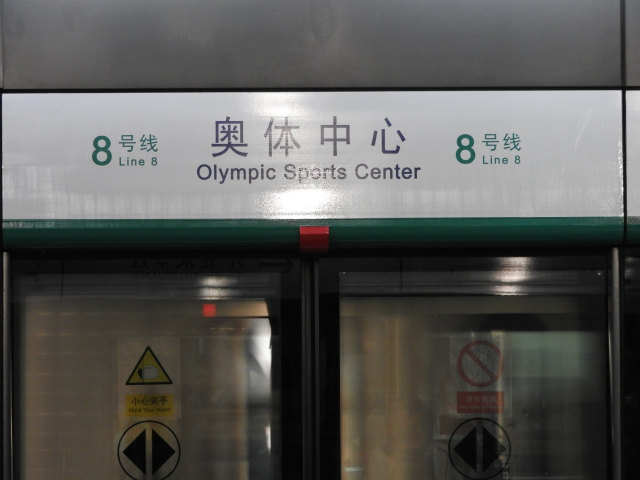 8 号线
Line 8
奥体中心
Olympic Sports Center
8 号线
Line 8
小心夹手
Mind Your Hand